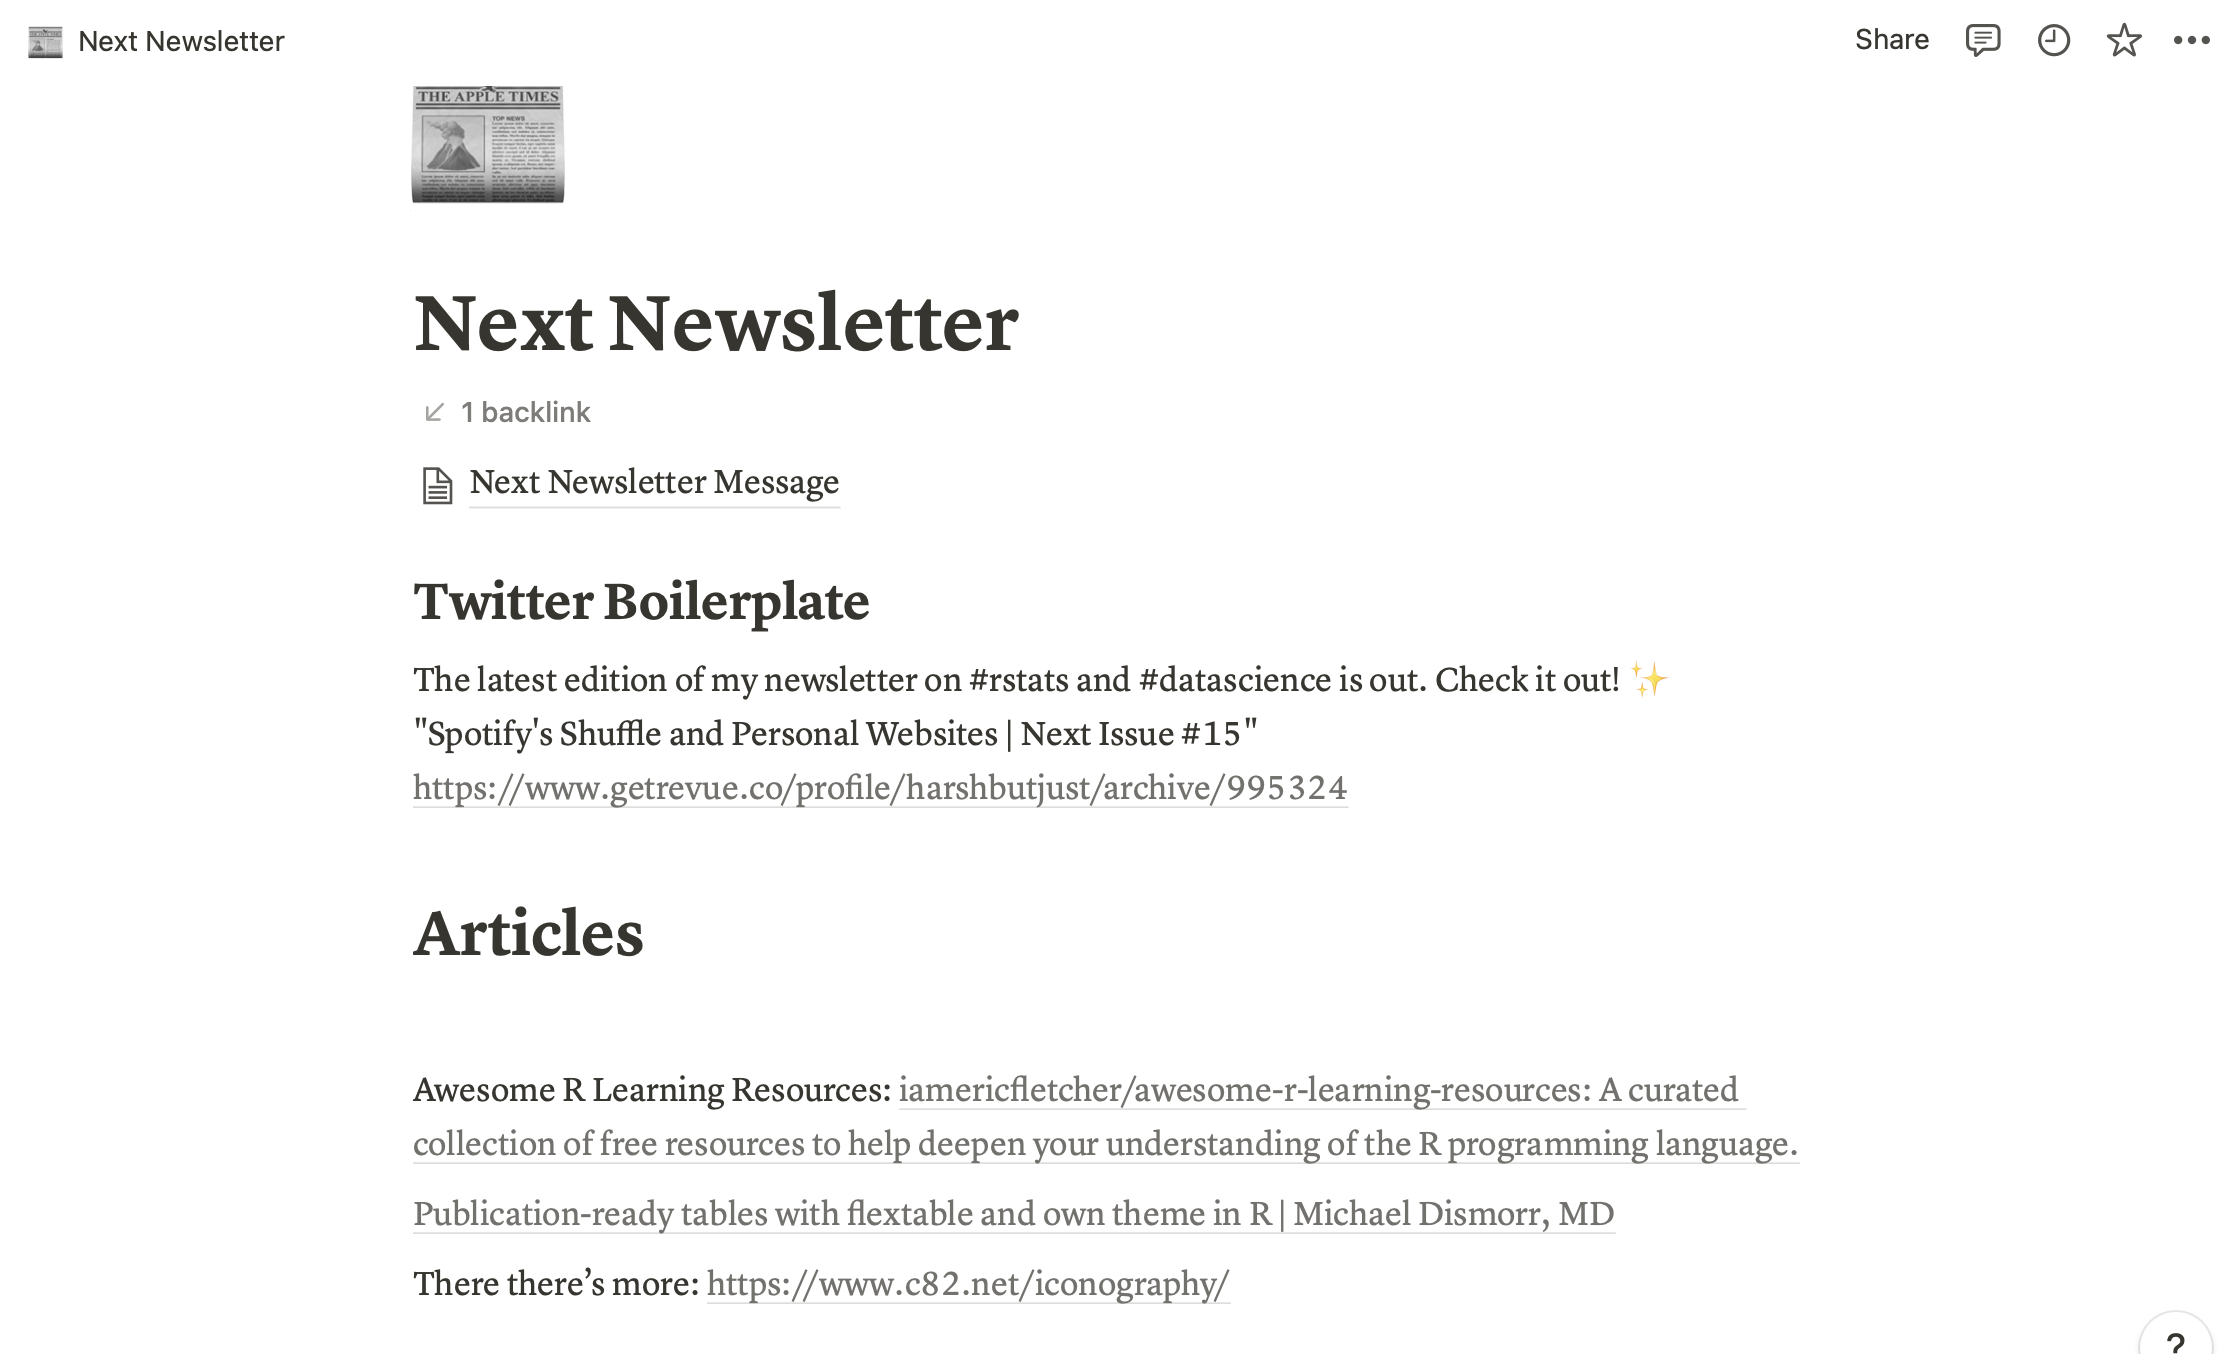 Next Newsletter
Share
THE APPLE TIMES
TOP NEWS
Next Newsletter
1 backlink
Next Newsletter Message
Twitter Boilerplate
The latest edition of my newsletter on #rstats and #datascience is out. Check it out! ✨
"Spotify's Shuffle and Personal Websites | Next Issue #15"
https://www.getrevue.co/profile/harshbutjust/archive/995324
Articles
Awesome R Learning Resources: iamericfletcher/awesome-r-learning-resources: A curated
collection of free resources to help deepen your understanding of the R programming language.
Publication-ready tables with flextable and own theme in R | Michael Dismorr, MD
There there’s more: https://www.c82.net/iconography/
?